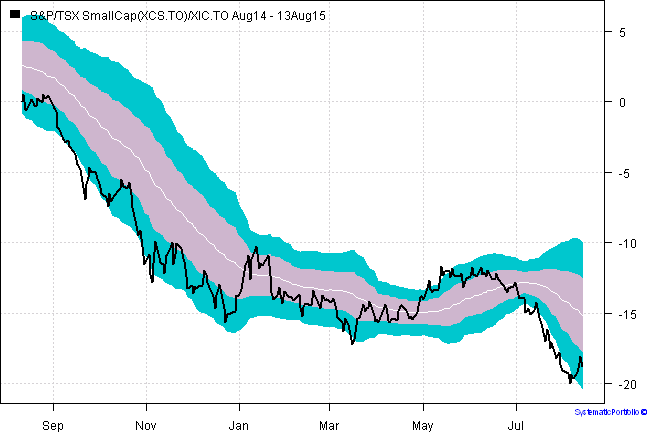 S&P/TSX SmallCap(XCS.TO)/XIC.TO Aug14 - 13Aug15
5
0
-5
-10
-15
-20
Sep Nov Jan Mar May Jul
SystematicPortfolio ©